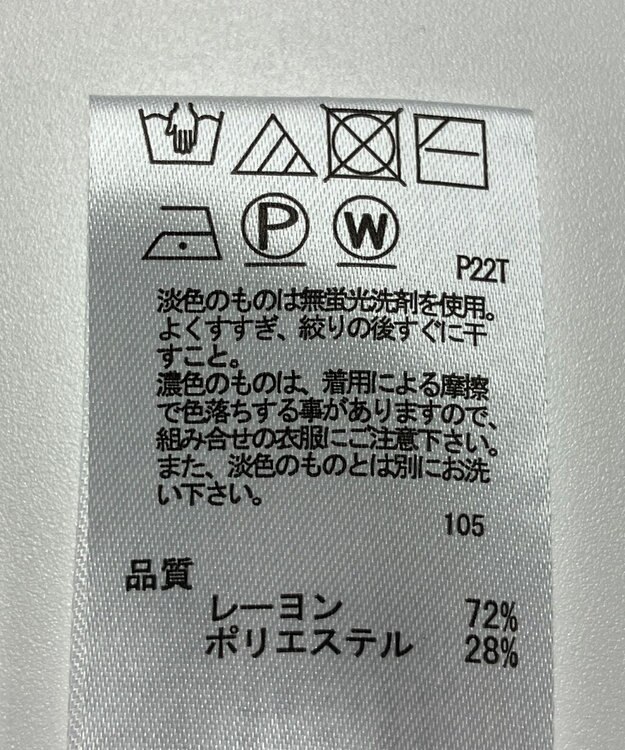 P W
P22T
淡色のものは無蛍光洗剤を使用。
よくすすぎ、絞りの後すぐに干
すこと。
濃色のものは、着用による摩擦
で色落ちする事がありますので、
組み合せの衣服にご注意下さい。
また、淡色のものとは別にお洗
い下さい。
105
品質
レーヨン 72%
ポリエステル 28%